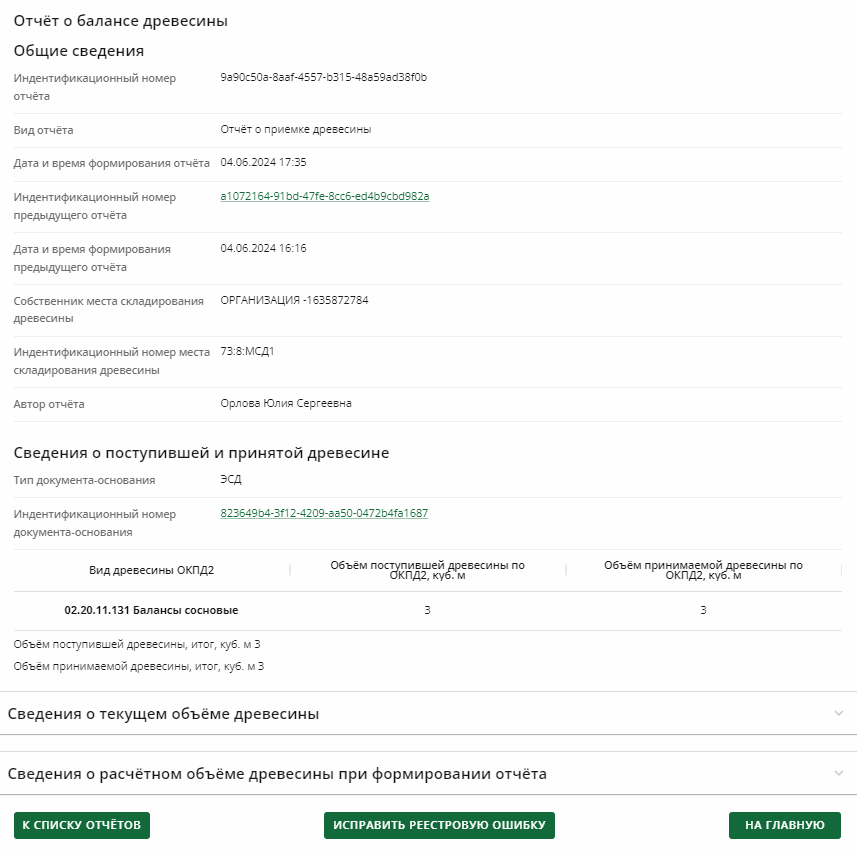 Отчёт о балансе древесины
Общие сведения
Индентификационный номер отчёта
9a90c50a-8aaf-4557-b315-48a59ad38f0b
Вид отчёта
Отчёт о приемке древесины
Дата и время формирования отчёта
04.06.2024 17:35
Индентификационный номер предыдущего отчёта
a1072164-91bd-47fe-8cc6-ed4b9cbd982a
Дата и время формирования предыдущего отчёта
04.06.2024 16:16
Собственник места складирования древесины
ОРГАНИЗАЦИЯ -1635872784
Индентификационный номер места складирования древесины
73:8:МСД1
Автор отчёта
Орлова Юлия Сергеевна
Сведения о поступившей и принятой древесине
Тип документа-основания
ЭСД
Индентификационный номер документа-основания
823649b4-3f12-4209-aa50-0472b4fa1687
Вид древесины ОКПД2
Объём поступившей древесины по ОКПД2, куб. м
Объём принимаемой древесины по ОКПД2, куб. м
02.20.11.131 Балансы сосновые
3
3
Объём поступившей древесины, итог, куб. м 3
Объём принимаемой древесины, итог, куб. м 3
Сведения о текущем объёме древесины
Сведения о расчётном объёме древесины при формировании отчёта
К СПИСКУ ОТЧЁТОВ
ИСПРАВИТЬ РЕЕСТРОВУЮ ОШИБКУ
НА ГЛАВНУЮ